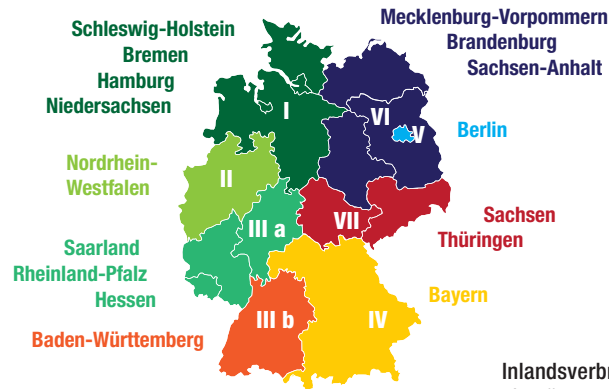 Schleswig-Holstein
Bremen
Hamburg
Niedersachsen
Mecklenburg-Vorpommern
Brandenburg
Sachsen-Anhalt
I
VI
V
Berlin
Nordrhein-
Westfalen
II
III a
VII
Sachsen
Thüringen
Saarland
Rheinland-Pfalz
Hessen
Bayern
Baden-Württemberg
III b
IV